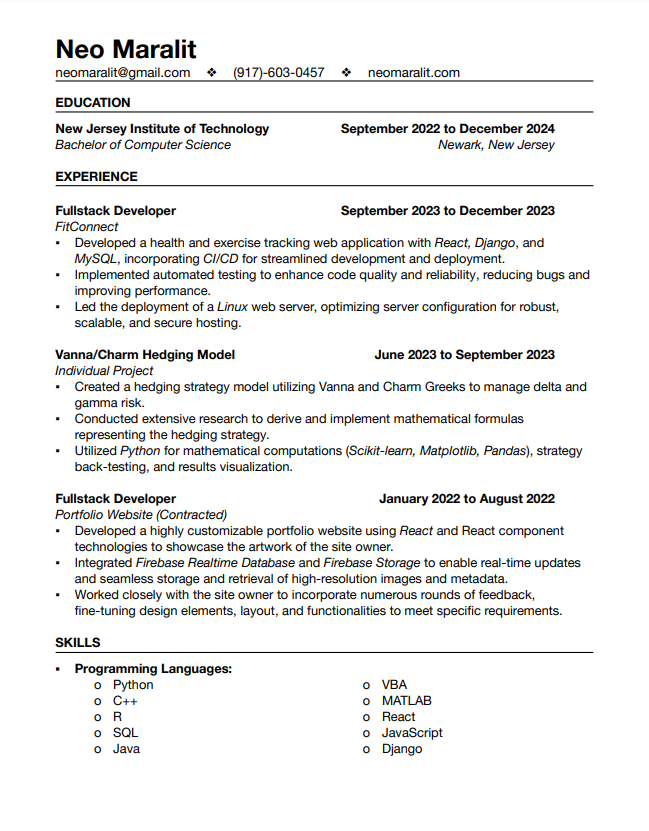 Neo Maralit
neomaralit@gmail.com ❖ (917)-603-0457 ❖ neomaralit.com
EDUCATION
New Jersey Institute of Technology September 2022 to December 2024
Bachelor of Computer Science Newark, New Jersey
EXPERIENCE
Fullstack Developer September 2023 to December 2023
FitConnect
▪ Developed a health and exercise tracking web application with React, Django, and
MySQL, incorporating CI/CD for streamlined development and deployment.
▪ Implemented automated testing to enhance code quality and reliability, reducing bugs and
improving performance.
▪ Led the deployment of a Linux web server, optimizing server configuration for robust,
scalable, and secure hosting.
Vanna/Charm Hedging Model June 2023 to September 2023
Individual Project
▪ Created a hedging strategy model utilizing Vanna and Charm Greeks to manage delta and
gamma risk.
▪ Conducted extensive research to derive and implement mathematical formulas
representing the hedging strategy.
▪ Utilized Python for mathematical computations (Scikit-learn, Matplotlib, Pandas), strategy
back-testing, and results visualization.
Fullstack Developer January 2022 to August 2022
Portfolio Website (Contracted)
▪ Developed a highly customizable portfolio website using React and React component
technologies to showcase the artwork of the site owner.
▪ Integrated Firebase Realtime Database and Firebase Storage to enable real-time updates
and seamless storage and retrieval of high-resolution images and metadata.
▪ Worked closely with the site owner to incorporate numerous rounds of feedback,
fine-tuning design elements, layout, and functionalities to meet specific requirements.
SKILLS
▪ Programming Languages:
o Python
o C++
o R
o SQL
o Java
o VBA
o MATLAB
o React
o JavaScript
o Django